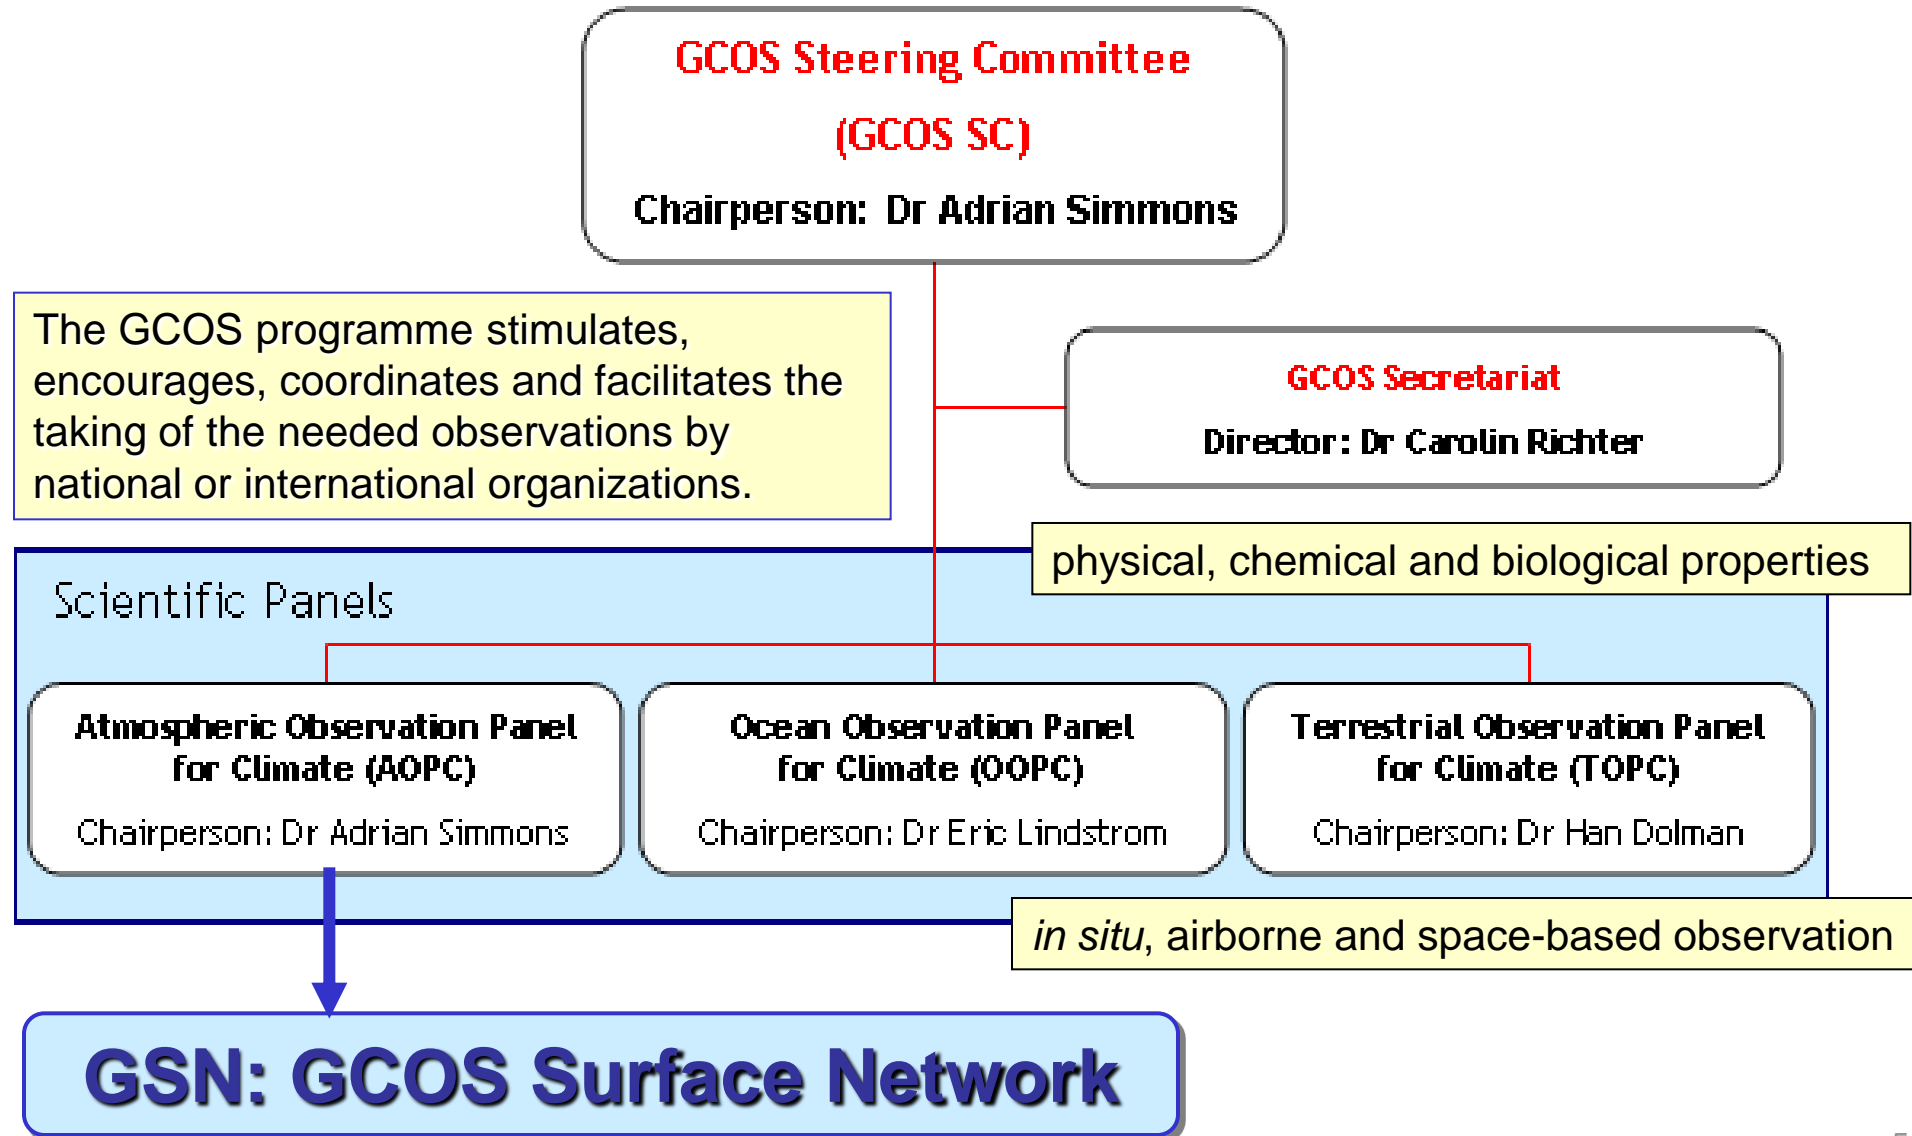 GCOS Steering Committee
(GCOS SC)
Chairperson: Dr Adrian Simmons
The GCOS programme stimulates,
encourages, coordinates and facilitates the
taking of the needed observations by
national or international organizations.
GCOS Secretariat
Director: Dr Carolin Richter
physical, chemical and biological properties
Scientific Panels
Atmospheric Observation Panel
for Climate (AOPC)
Chairperson: Dr Adrian Simmons
Ocean Observation Panel
for Climate (OOPC)
Chairperson: Dr Eric Lindstrom
Terrestrial Observation Panel
for Climate (TOPC)
Chairperson: Dr Han Dolman
in situ, airborne and space-based observation
GSN: GCOS Surface Network